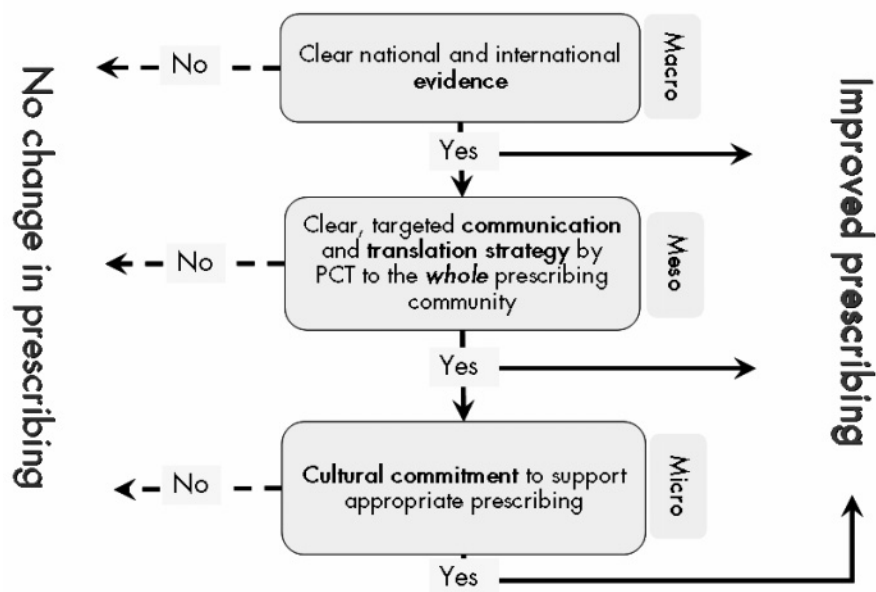 No change in prescribing
No
Clear national and international
evidence
Macro
Yes
No
Clear, targeted communication
and translation strategy by
PCT to the whole prescribing
community
Meso
Yes
No
Cultural commitment to support
appropriate prescribing
Micro
Yes
Improved prescribing